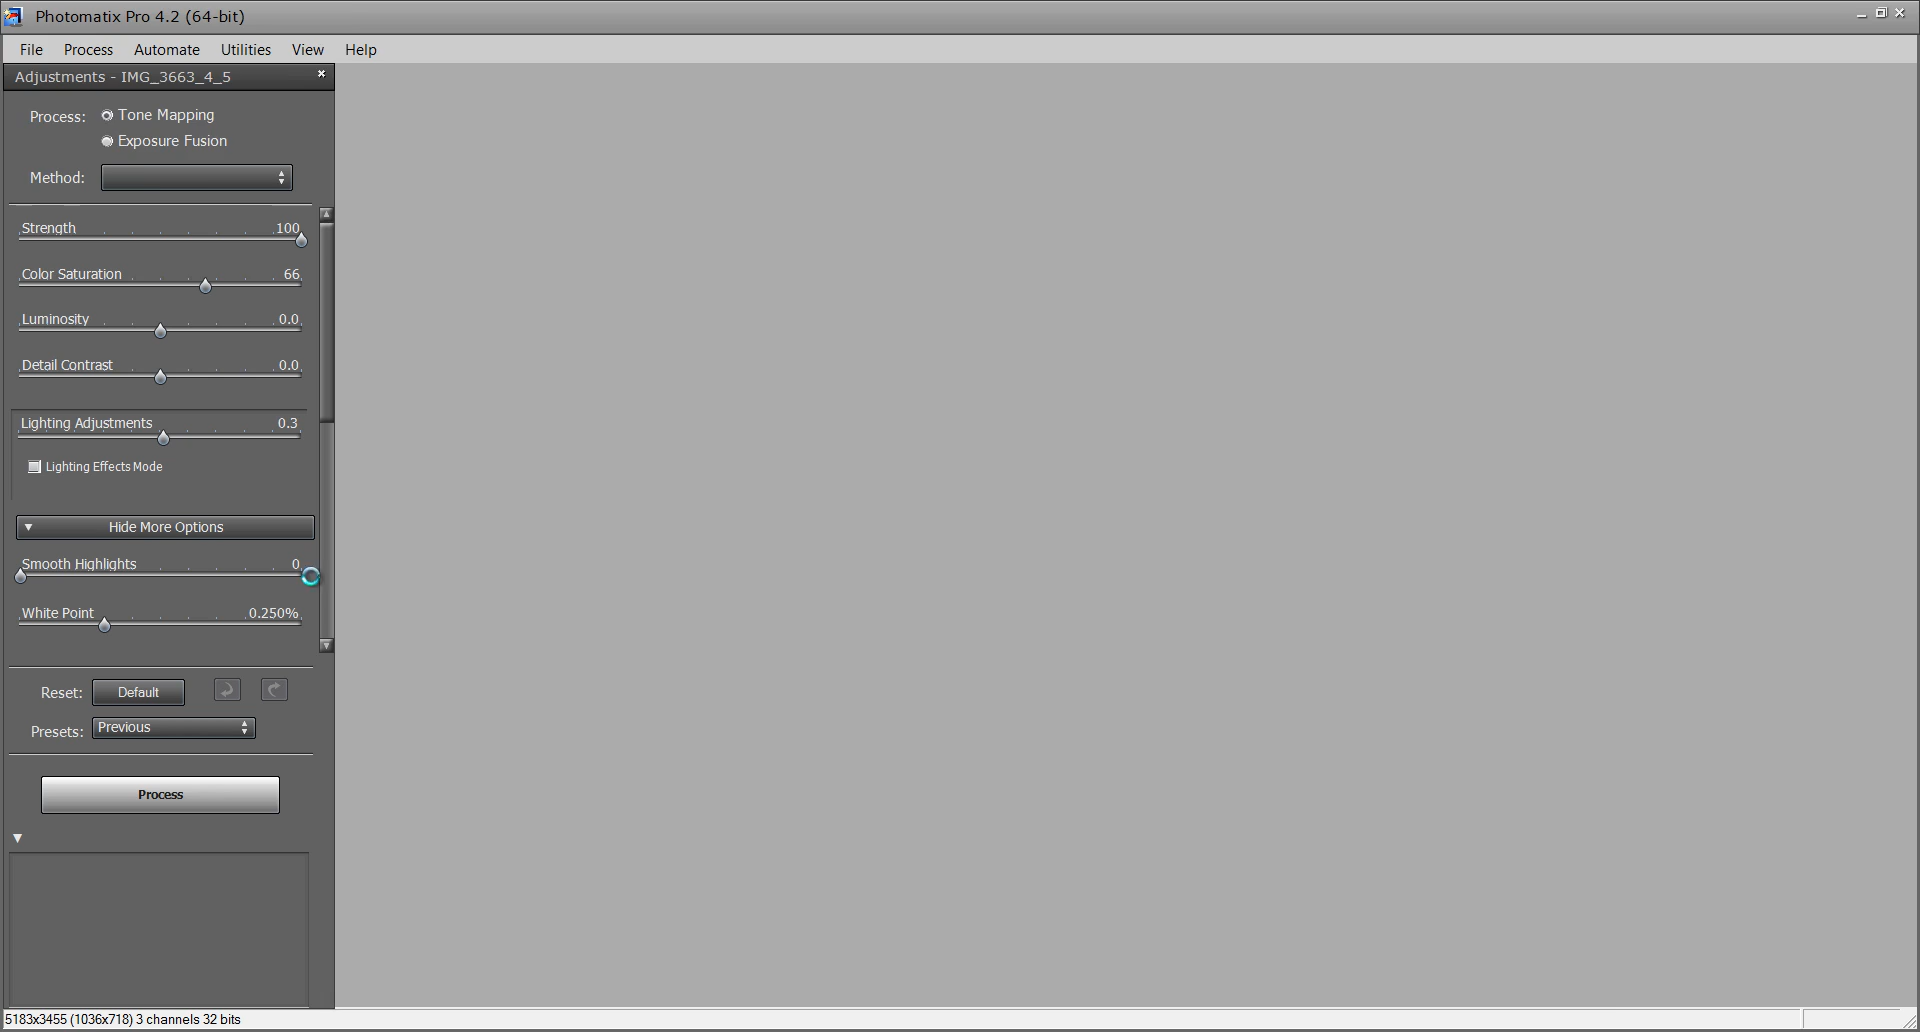 Photomatix Pro 4.2 (64-bit)
File Process Automate Utilities View Help
Adjustments - IMG_3663_4_5
Process: Tone Mapping
Exposure Fusion
Method:
Strength 100
Color Saturation 66
Luminosity 0.0
Detail Contrast 0.0
Lighting Adjustments 0.3
Lighting Effects Mode
Hide More Options
Smooth Highlights 0
White Point 0.250%
Reset: Default
Presets: Previous
Process
5183x3455 (1036x718) 3 channels 32 bits